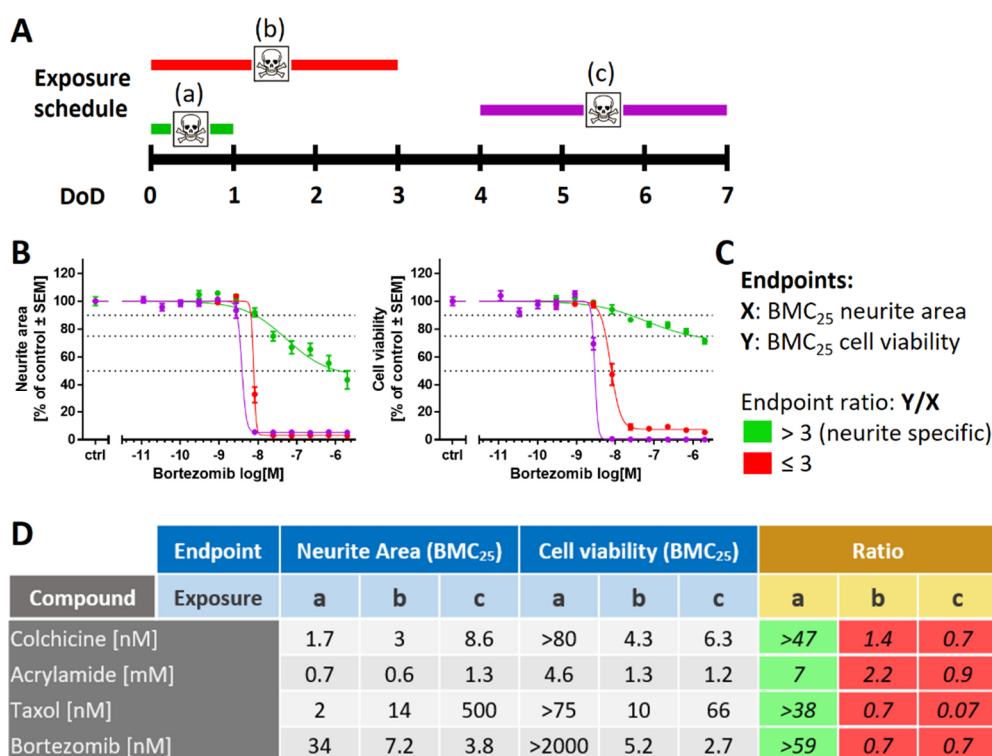 A
Exposure schedule
(b)
(a)
(c)
DoD 0 1 2 3 4 5 6 7
B
Neurite area
[% of control ± SEM]
120
100
80
60
40
20
0
ctrl -11 -10 -9 -8 -7 -6
Bortezomib log[M]
Cell viability
[% of control ± SEM]
120
100
80
60
40
20
0
ctrl -11 -10 -9 -8 -7 -6
Bortezomib log[M]
C
Endpoints:
X: BMC25 neurite area
Y: BMC25 cell viability
Endpoint ratio: Y/X
> 3 (neurite specific)
≤ 3
D
Endpoint Neurite Area (BMC25) Cell viability (BMC25) Ratio
Compound Exposure a b c a b c a b c
Colchicine [nM] 1.7 3 8.6 >80 4.3 6.3 >47 1.4 0.7
Acrylamide [mM] 0.7 0.6 1.3 4.6 1.3 1.2 7 2.2 0.9
Taxol [nM] 2 14 500 >75 10 66 >38 0.7 0.07
Bortezomib [nM] 34 7.2 3.8 >2000 5.2 2.7 >59 0.7 0.7